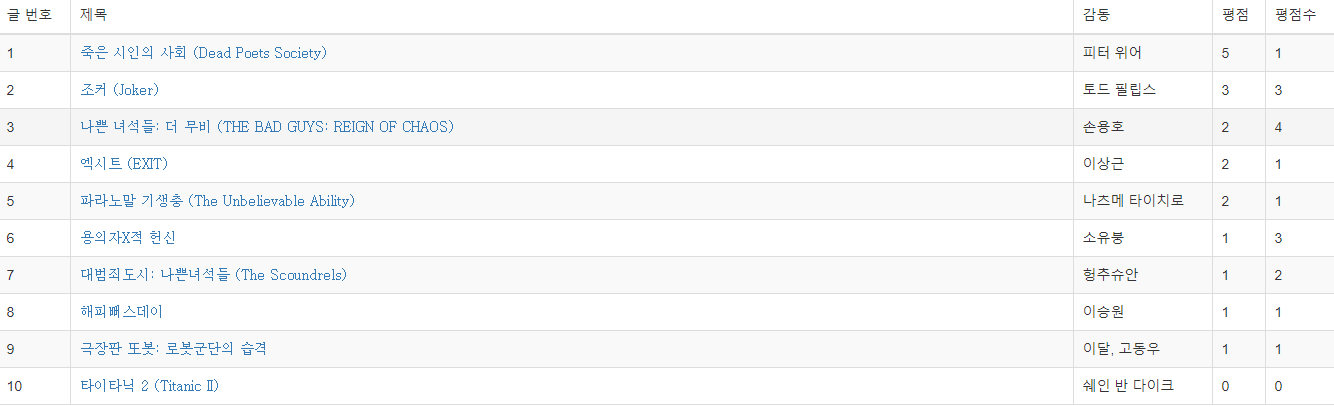 글 번호 제목 감동 평점 평점수
1 죽은 시인의 사회 (Dead Poets Society) 피터 위어 5 1
2 조커 (Joker) 토드 필립스 3 3
3 나쁜 녀석들: 더 무비 (THE BAD GUYS: REIGN OF CHAOS) 손용호 2 4
4 엑시트 (EXIT) 이상근 2 1
5 파라노말 기생충 (The Unbelievable Ability) 나츠메 타이치로 2 1
6 용의자X적 헌신 소유붕 1 3
7 대범죄도시: 나쁜녀석들 (The Scoundrels) 헝추슈안 1 2
8 해피뻐스데이 이승원 1 1
9 극장판 또봇: 로봇군단의 습격 이달, 고동우 1 1
10 타이타닉 2 (Titanic II) 쉐인 반 다이크 0 0